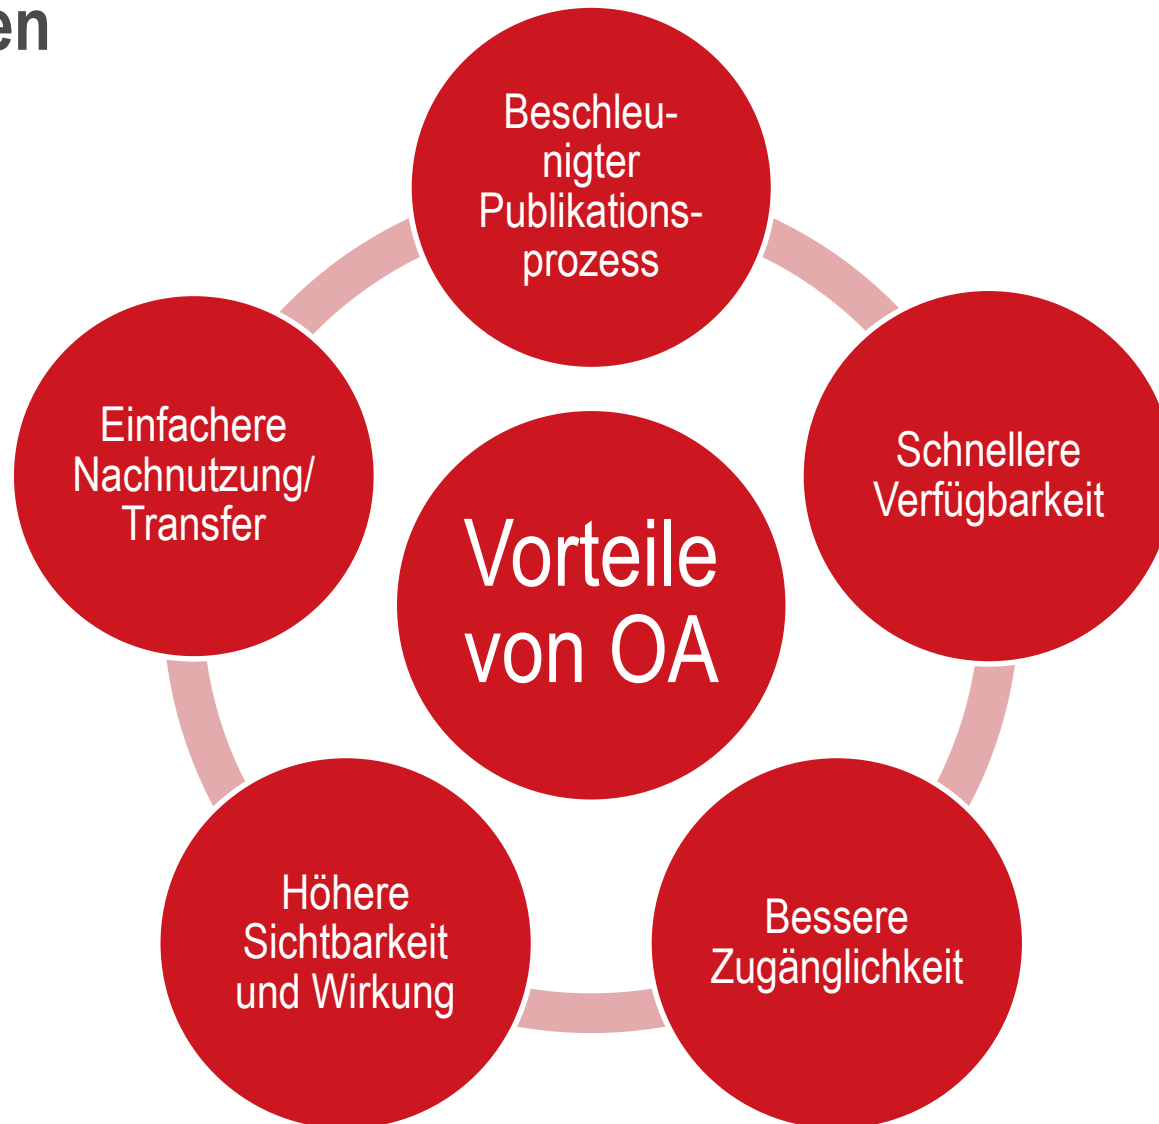 en
Beschleu-
nigter
Publikations-
prozess
Schnellere
Verfügbarkeit
Bessere
Zugänglichkeit
Höhere
Sichtbarkeit
und Wirkung
Einfachere
Nachnutzung/
Transfer
Vorteile
von OA